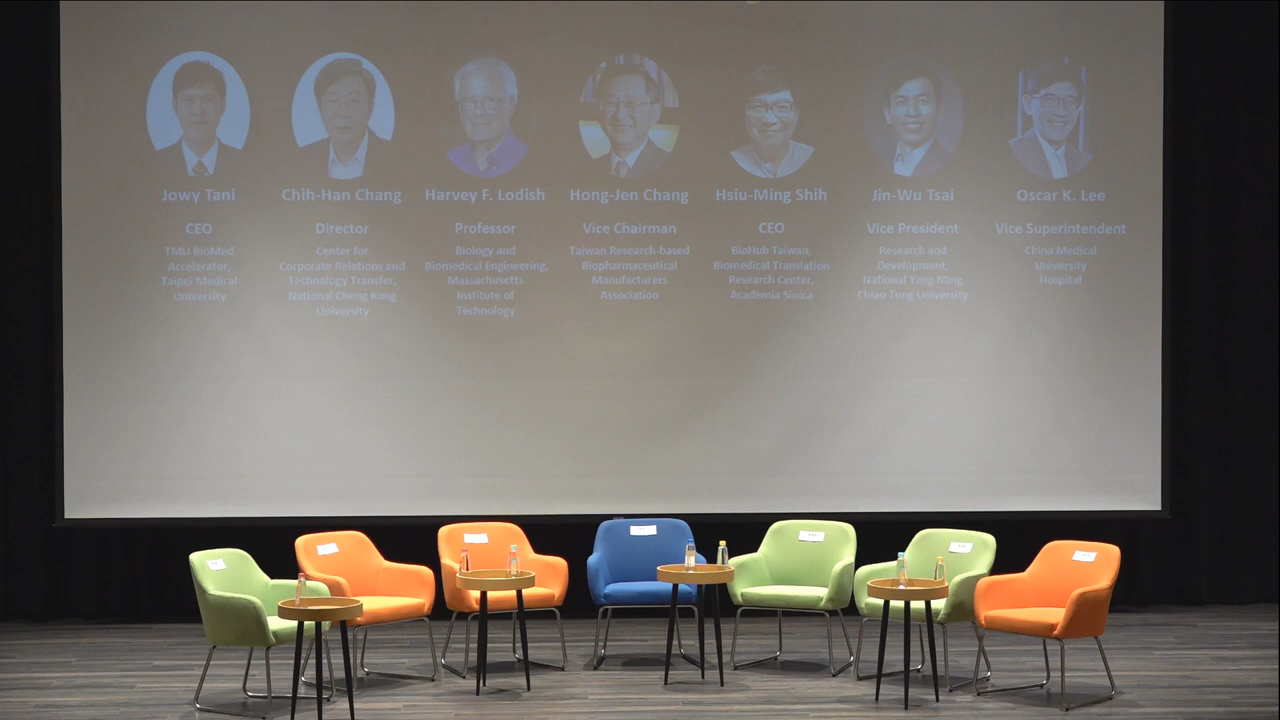 Jowy Tani
CEO
TMU BioMed
Accelerator,
Taipei Medical
University
Chih-Han Chang
Director
Center for
Corporate Relations and
Technology Transfer,
National Cheng Kung
University
Harvey F. Lodish
Professor
Biology and
Biomedical Engineering,
Massachusetts
Institute of
Technology
Hong-Jen Chang
Vice Chairman
Taiwan Research-based
Biopharmaceutical
Manufacturers
Association
Hsiu-Ming Shih
CEO
BioHub Taiwan,
Biomedical Translation
Research Center,
Academia Sinica
Jin-Wu Tsai
Vice President
Research and
Development,
National Yang Ming
Chiao Tung University
Oscar K. Lee
Vice Superintendent
China Medical
University
Hospital